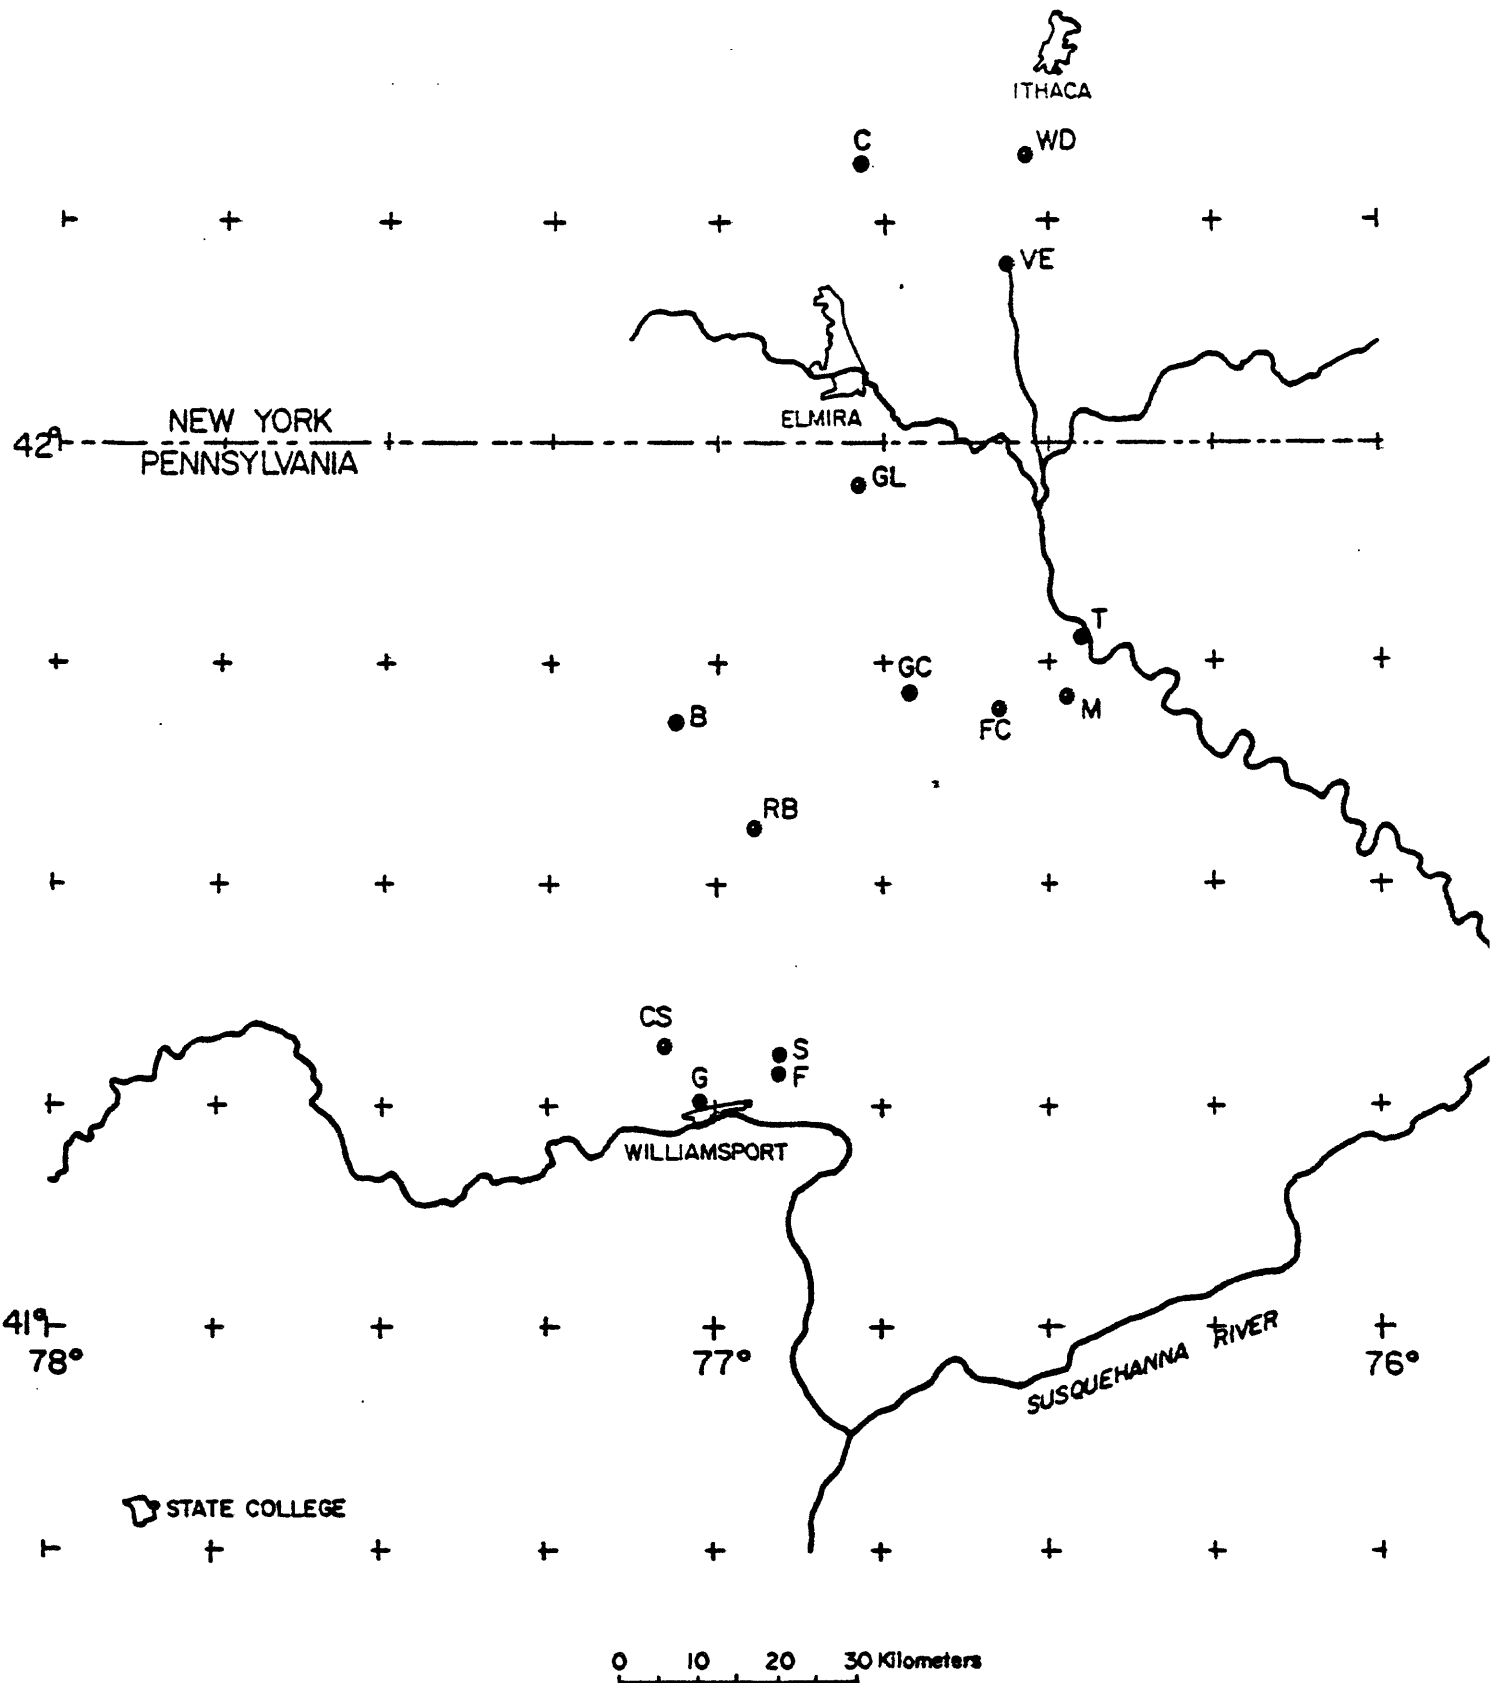 ITHACA
C
WD
VE
ELMIRA
NEW YORK
42°
PENNSYLVANIA
GL
T
GC
M
B
FC
RB
CS
S
F
G
WILLIAMSPORT
41°
78°
77°
76°
SUSQUEHANNA RIVER
STATE COLLEGE
0 10 20 30 Kilometers